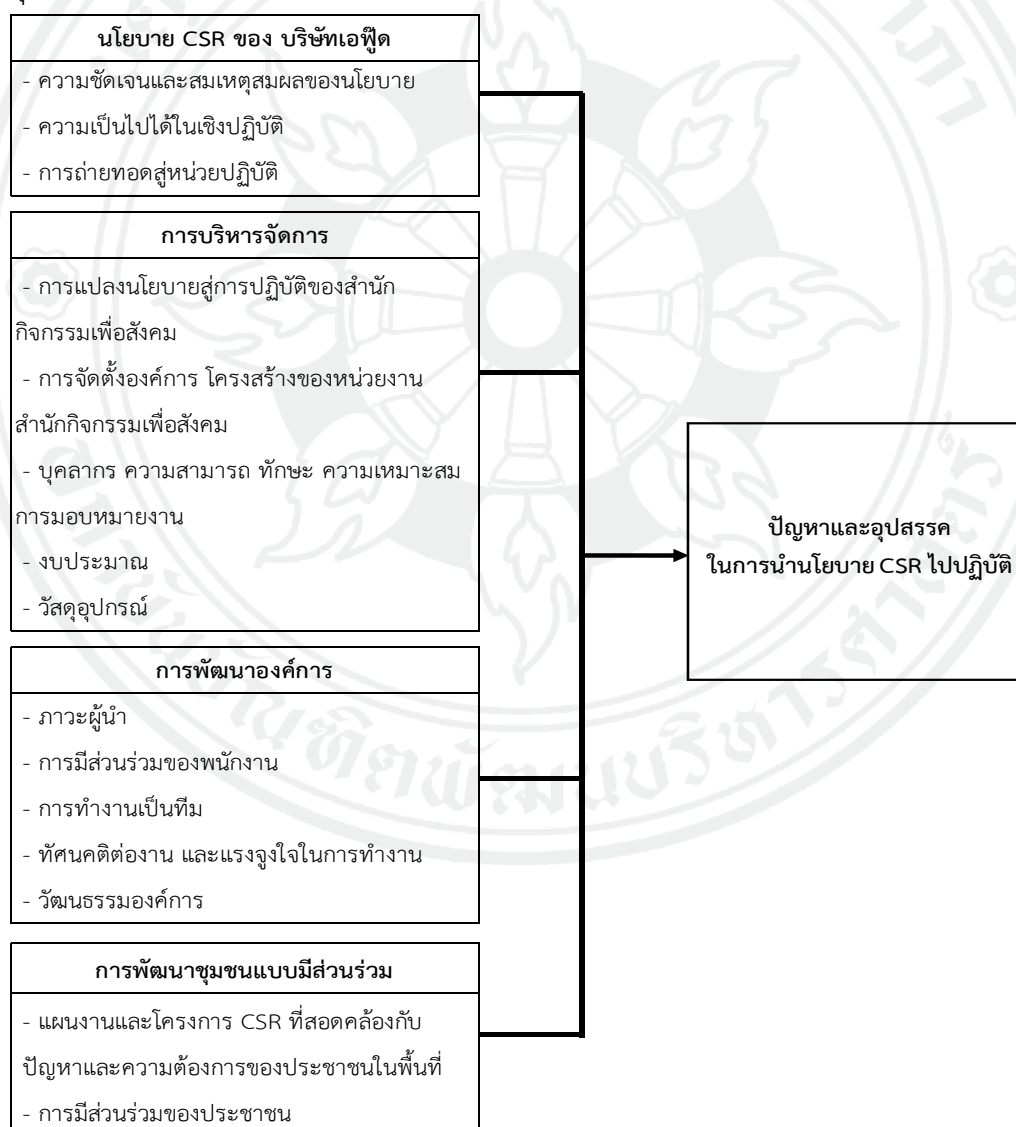 นโยบาย CSR ของ บริษัทเอฟู๊ด
- ความชัดเจนและสมเหตุสมผลของนโยบาย
- ความเป็นไปได้ในเชิงปฏิบัติ
- การถ่ายทอดสู่หน่วยปฏิบัติ
การบริหารจัดการ
- การแปลงนโยบายสู่การปฏิบัติของสำนัก
กิจกรรมเพื่อสังคม
- การจัดตั้งองค์การ โครงสร้างของหน่วยงาน
สำนักกิจกรรมเพื่อสังคม
- บุคลากร ความสามารถ ทักษะ ความเหมาะสม
การมอบหมายงาน
- งบประมาณ
- วัสดุอุปกรณ์
การพัฒนาองค์การ
- ภาวะผู้นำ
- การมีส่วนร่วมของพนักงาน
- การทำงานเป็นทีม
- ทัศนคติต่องาน และแรงจูงใจในการทำงาน
- วัฒนธรรมองค์การ
การพัฒนาชุมชนแบบมีส่วนร่วม
- แผนงานและโครงการ CSR ที่สอดคล้องกับ
ปัญหาและความต้องการของประชาชนในพื้นที่
- การมีส่วนร่วมของประชาชน
ปัญหาและอุปสรรค
ในการนำนโยบาย CSR ไปปฏิบัติ